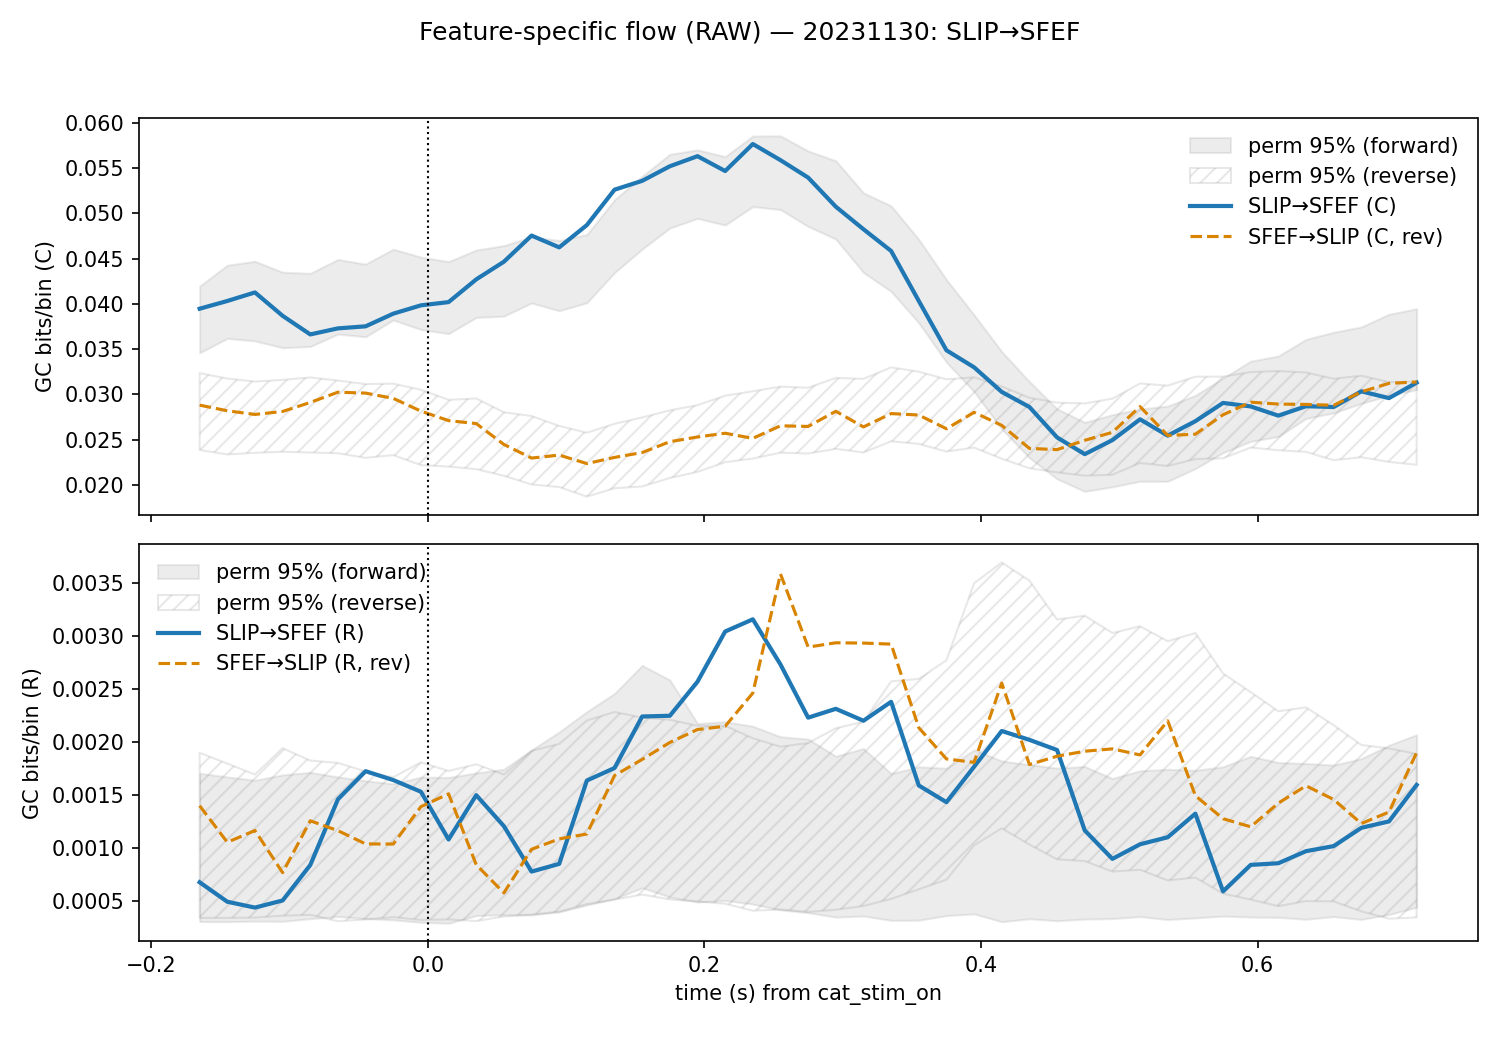 Feature-specific flow (RAW) — 20231130: SLIP→SFEF
GC bits/bin (C)
0.060
0.055
0.050
0.045
0.040
0.035
0.030
0.025
0.020
perm 95% (forward)
perm 95% (reverse)
SLIP→SFEF (C)
SFEF→SLIP (C, rev)
GC bits/bin (R)
0.0035
0.0030
0.0025
0.0020
0.0015
0.0010
0.0005
perm 95% (forward)
perm 95% (reverse)
SLIP→SFEF (R)
SFEF→SLIP (R, rev)
−0.2 0.0 0.2 0.4 0.6
time (s) from cat_stim_on